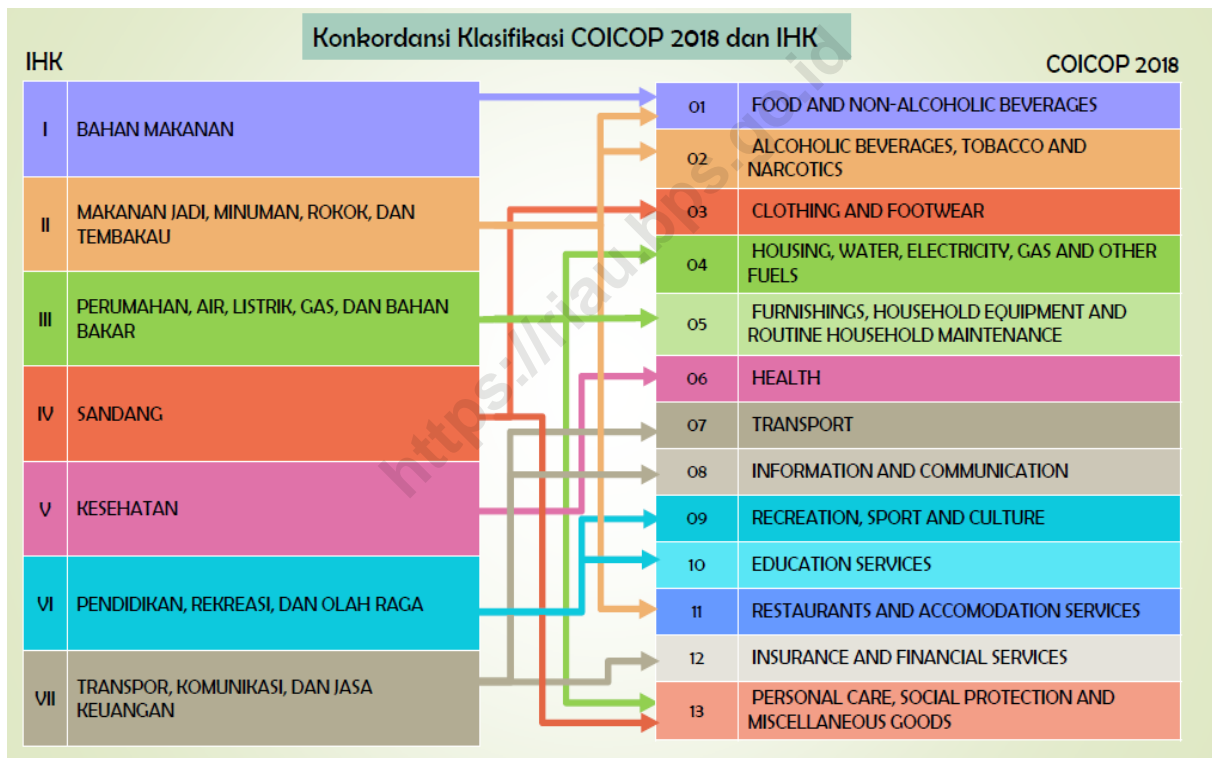 Konkordansi Klasifikasi COICOP 2018 dan IHK
IHK
COICOP 2018
I
BAHAN MAKANAN
II
MAKANAN JADI, MINUMAN, ROKOK, DAN
TEMBAKAU
III
PERUMAHAN, AIR, LISTRIK, GAS, DAN BAHAN
BAKAR
IV
SANDANG
V
KESEHATAN
VI
PENDIDIKAN, REKREASI, DAN OLAH RAGA
VII
TRANSPOR, KOMUNIKASI, DAN JASA
KEUANGAN
01
FOOD AND NON-ALCOHOLIC BEVERAGES
02
ALCOHOLIC BEVERAGES, TOBACCO AND
NARCOTICS
03
CLOTHING AND FOOTWEAR
04
HOUSING, WATER, ELECTRICITY, GAS AND OTHER
FUELS
05
FURNISHINGS, HOUSEHOLD EQUIPMENT AND
ROUTINE HOUSEHOLD MAINTENANCE
06
HEALTH
07
TRANSPORT
08
INFORMATION AND COMMUNICATION
09
RECREATION, SPORT AND CULTURE
10
EDUCATION SERVICES
11
RESTAURANTS AND ACCOMODATION SERVICES
12
INSURANCE AND FINANCIAL SERVICES
13
PERSONAL CARE, SOCIAL PROTECTION AND
MISCELLANEOUS GOODS
https://riau.bps.go.id